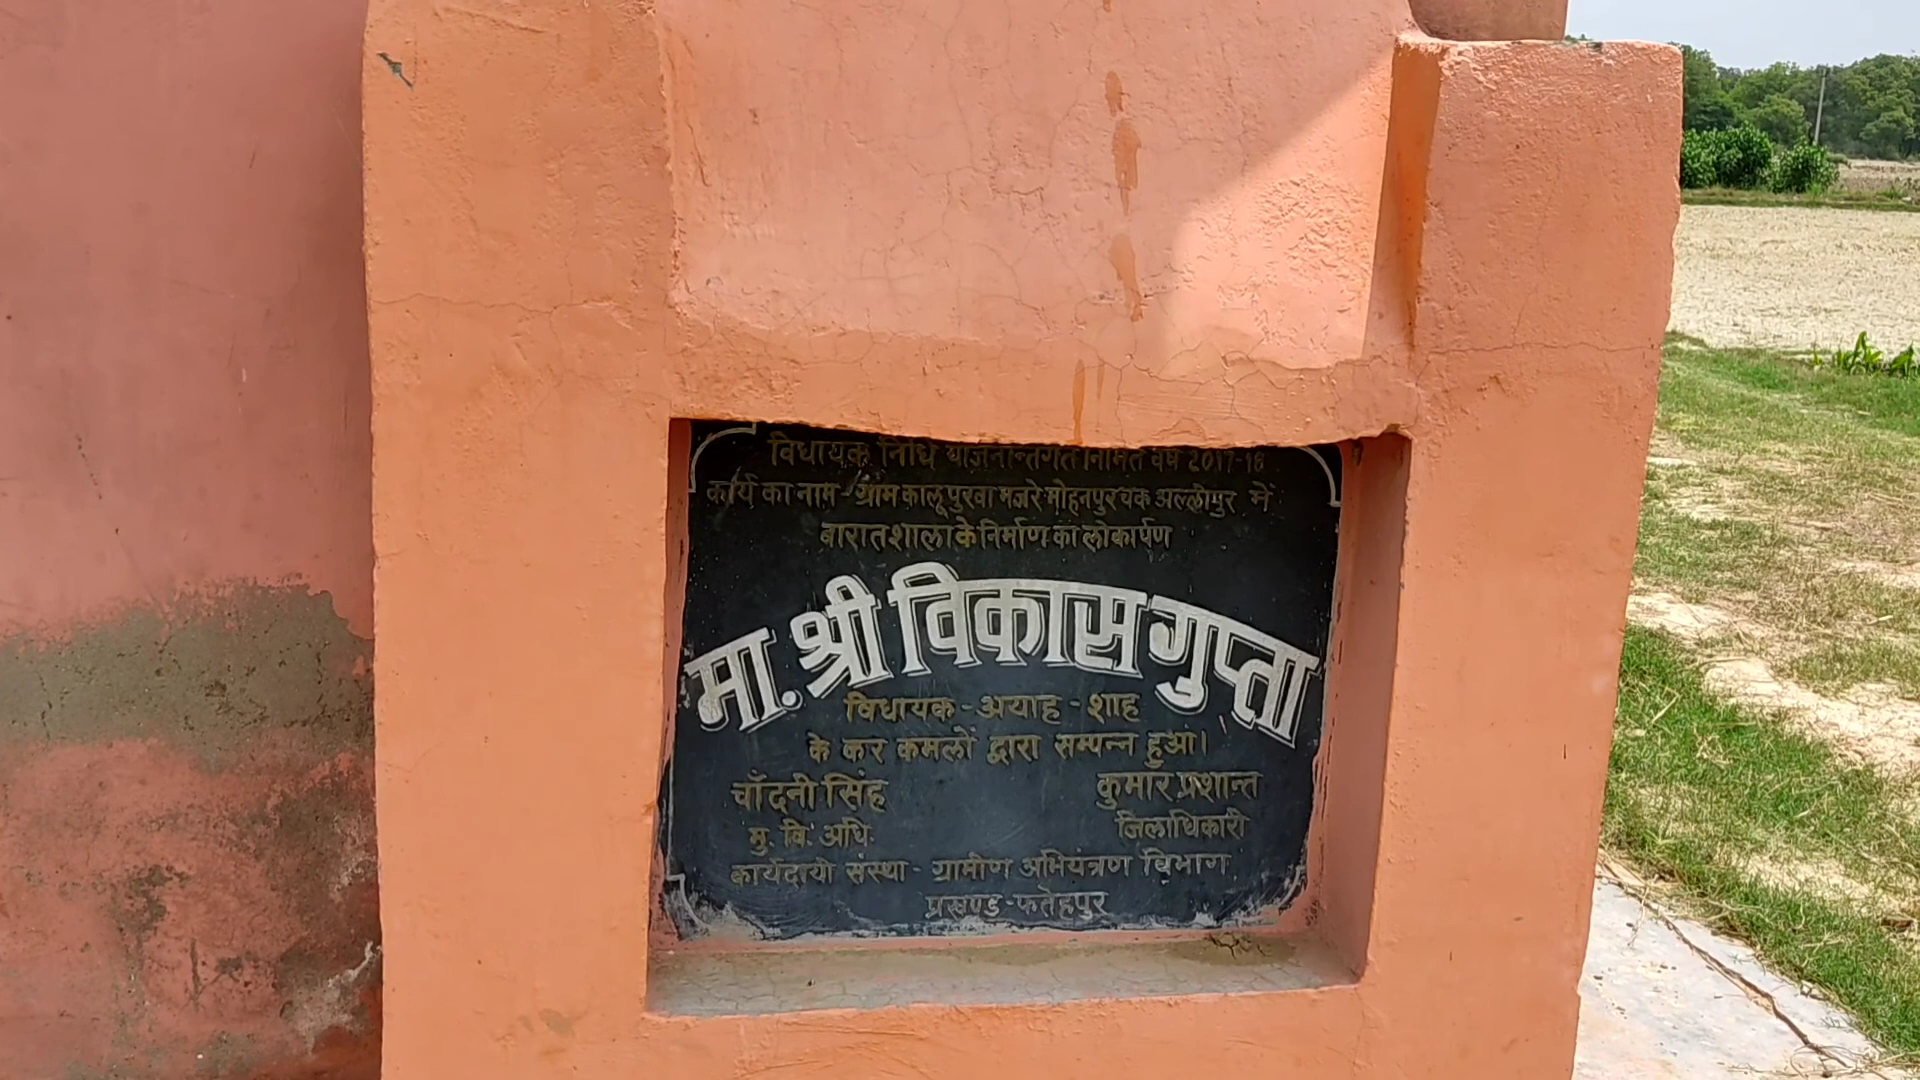 विधायक निधि योजनान्तर्गत निर्मित वर्ष 2017-18
कार्य का नाम - ग्राम कालूपुरवा मजरे मोहनपुर चक अल्लीपुर में
बारातशाला के निर्माण का लोकार्पण
मा. श्री विकास गुप्ता
विधायक - अयाह - शाह
के कर कमलों द्वारा सम्पन्न हुआ।
चाँदनी सिंह कुमार प्रशान्त
मु. वि. अधि. जिलाधिकारी
कार्यदायी संस्था - ग्रामीण अभियंत्रण विभाग,
प्रखण्ड - फतेहपुर